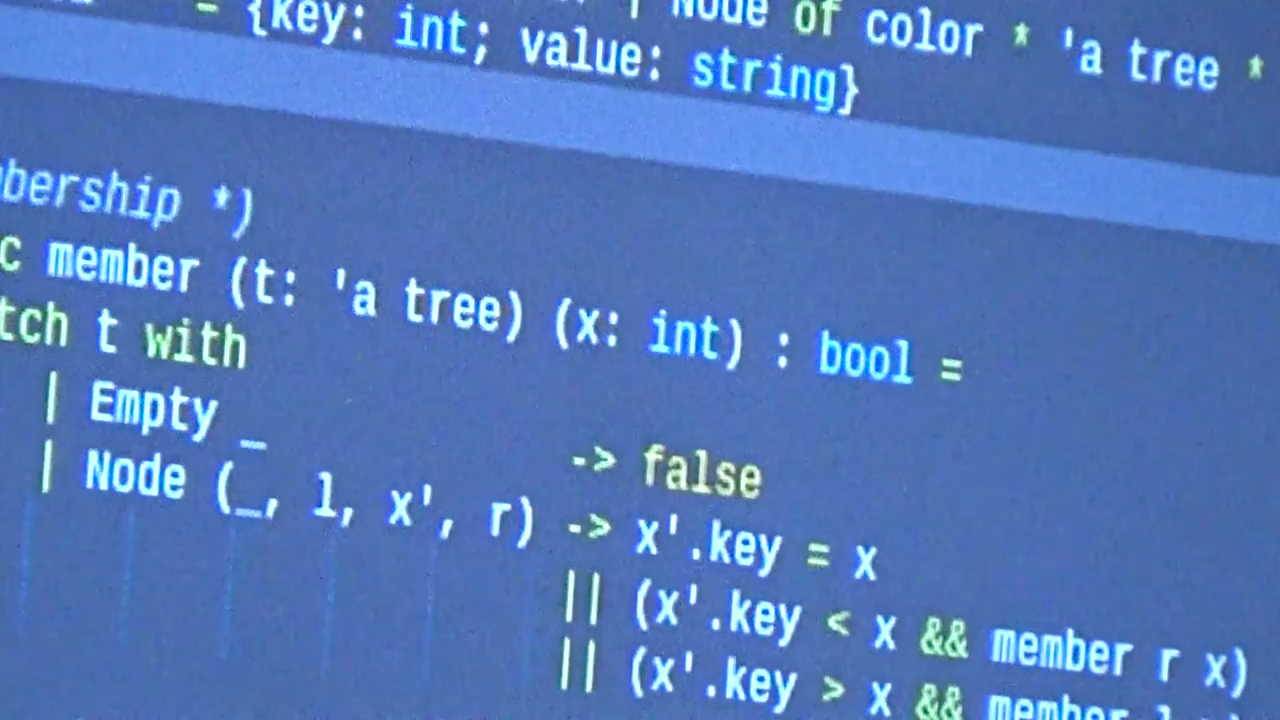 | Node of color * 'a tree *
= {key: int; value: string}
bership *)
c member (t: 'a tree) (x: int) : bool =
tch t with
| Empty _ -> false
| Node (_, l, x', r) -> x'.key = x
|| (x'.key < x && member r x)
|| (x'.key > x && member l